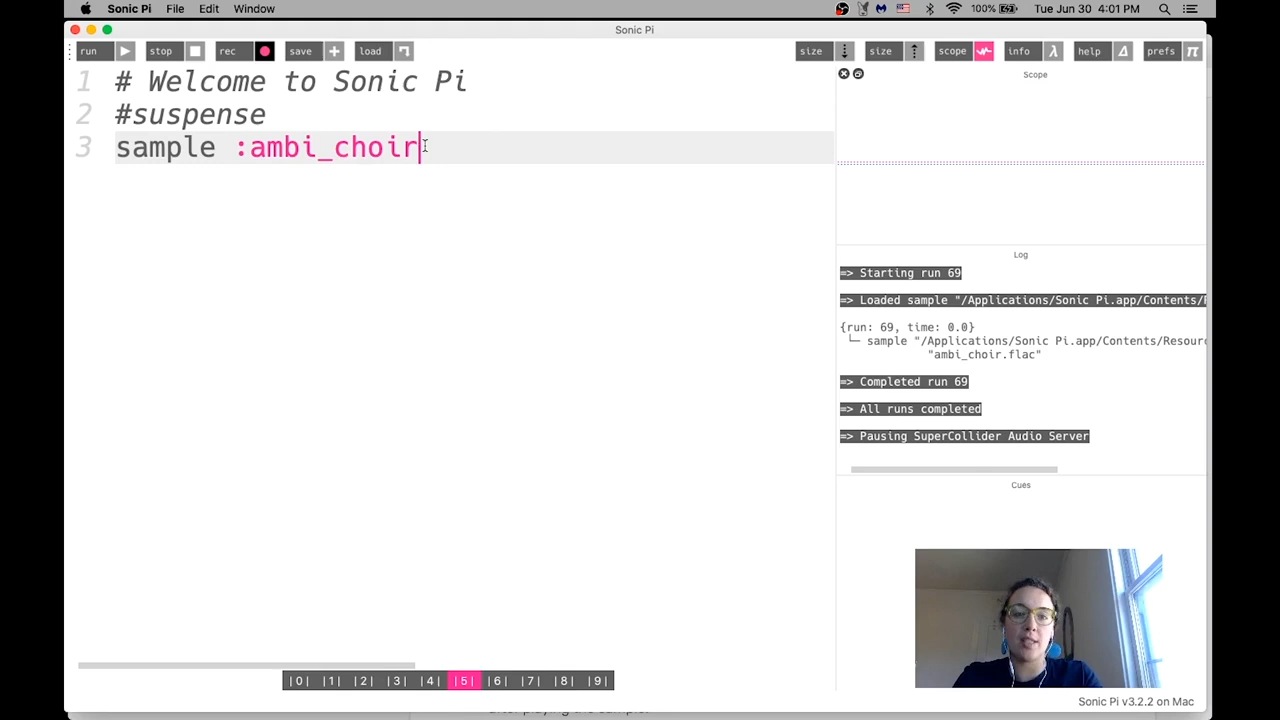 Sonic Pi File Edit Window 100% Tue Jun 30 4:01 PM
Sonic Pi
run stop rec save + load size size scope info λ help prefs π
1 # Welcome to Sonic Pi
2 #suspense
3 sample :ambi_choir
Scope
Log
=> Starting run 69
=> Loaded sample "/Applications/Sonic Pi.app/Contents/
{run: 69, time: 0.0}
└─ sample "/Applications/Sonic Pi.app/Contents/Resour
"ambi_choir.flac"
=> Completed run 69
=> All runs completed
=> Pausing SuperCollider Audio Server
Cues
|0| |1| |2| |3| |4| |5| |6| |7| |8| |9|
Sonic Pi v3.2.2 on Mac